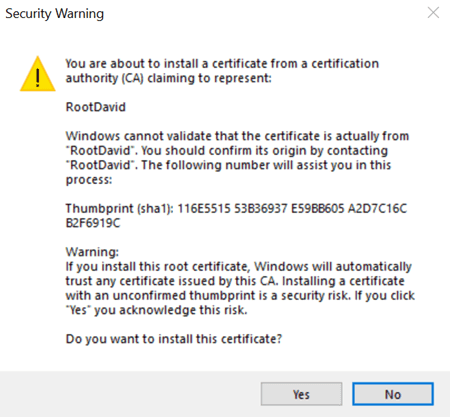 Security Warning
You are about to install a certificate from a certification
authority (CA) claiming to represent:
RootDavid
Windows cannot validate that the certificate is actually from
"RootDavid". You should confirm its origin by contacting
"RootDavid". The following number will assist you in this
process:
Thumbprint (sha1): 116E5515 53B36937 E59BB605 A2D7C16C
B2F6919C
Warning:
If you install this root certificate, Windows will automatically
trust any certificate issued by this CA. Installing a certificate
with an unconfirmed thumbprint is a security risk. If you click
"Yes" you acknowledge this risk.
Do you want to install this certificate?
Yes
No